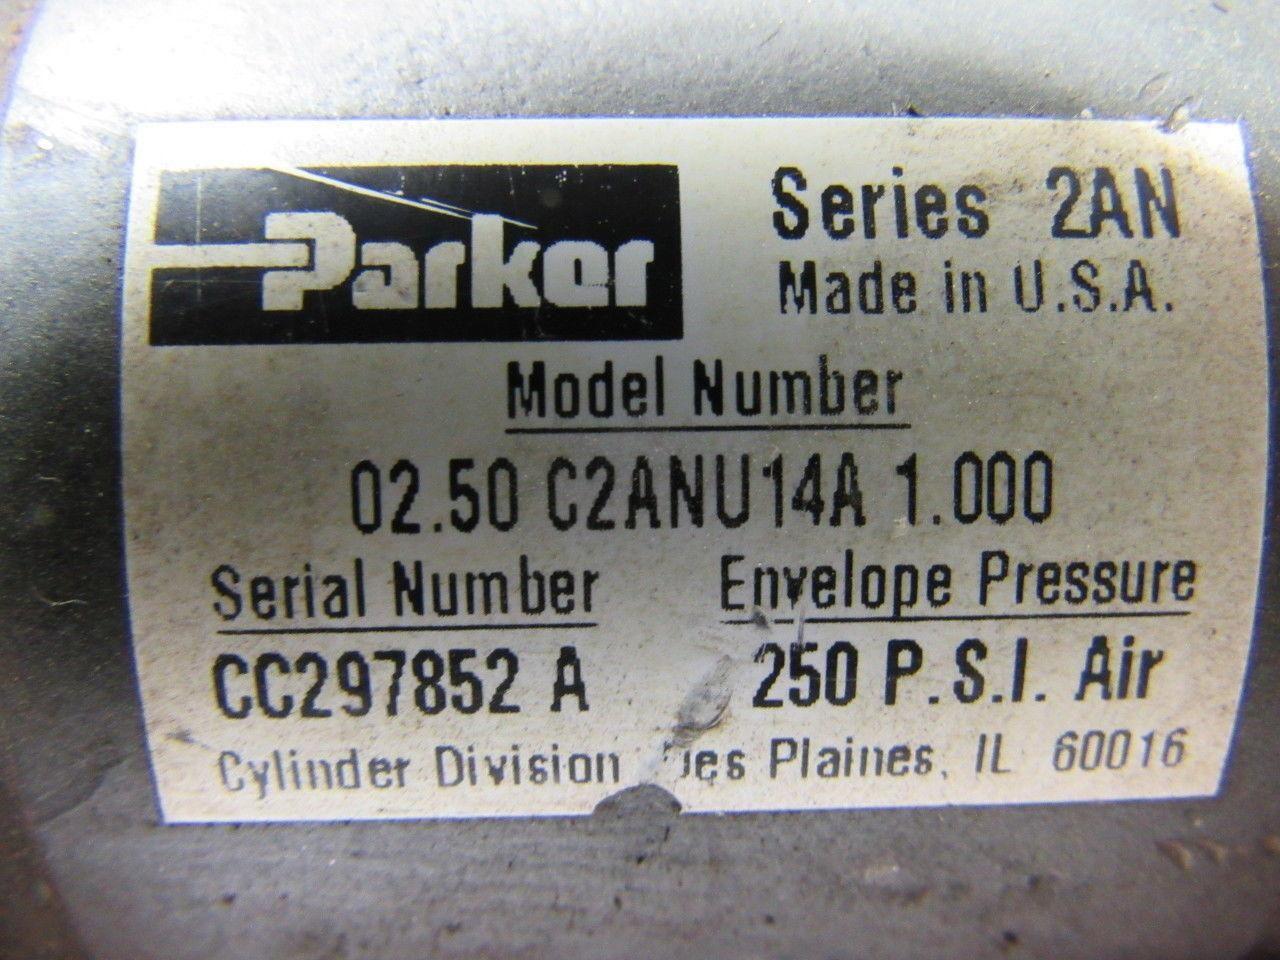 Parker
Series 2AN
Made in U.S.A.
Model Number
02.50 C2ANU14A 1.000
Serial Number
Envelope Pressure
CC297852 A
250 P.S.I. Air
Cylinder Division Des Plaines, IL 60016